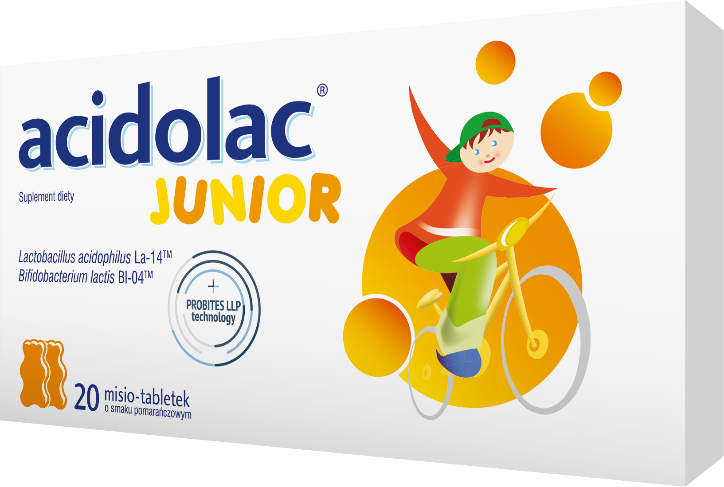 acidolac®
JUNIOR
Suplement diety
Lactobacillus acidophilus La-14™
Bifidobacterium lactis Bl-04™
+
PROBITES LLP
technology
20 misio-tabletek
o smaku pomarańczowym